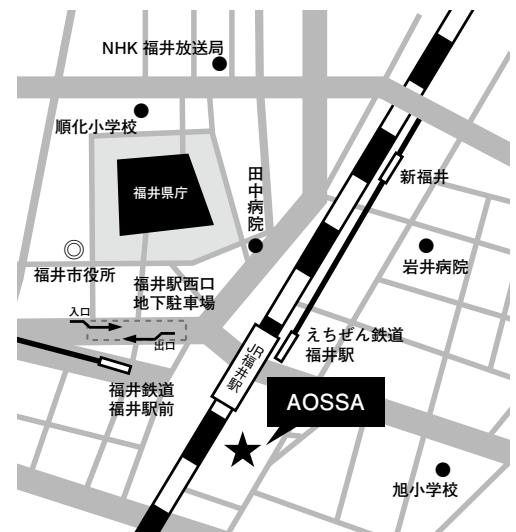 NHK 福井放送局
順化小学校
福井県庁
田中病院
新福井
岩井病院
福井市役所
福井駅西口
地下駐車場
入口
出口
えちぜん鉄道
福井駅
JR福井駅
福井鉄道
福井駅前
AOSSA
旭小学校